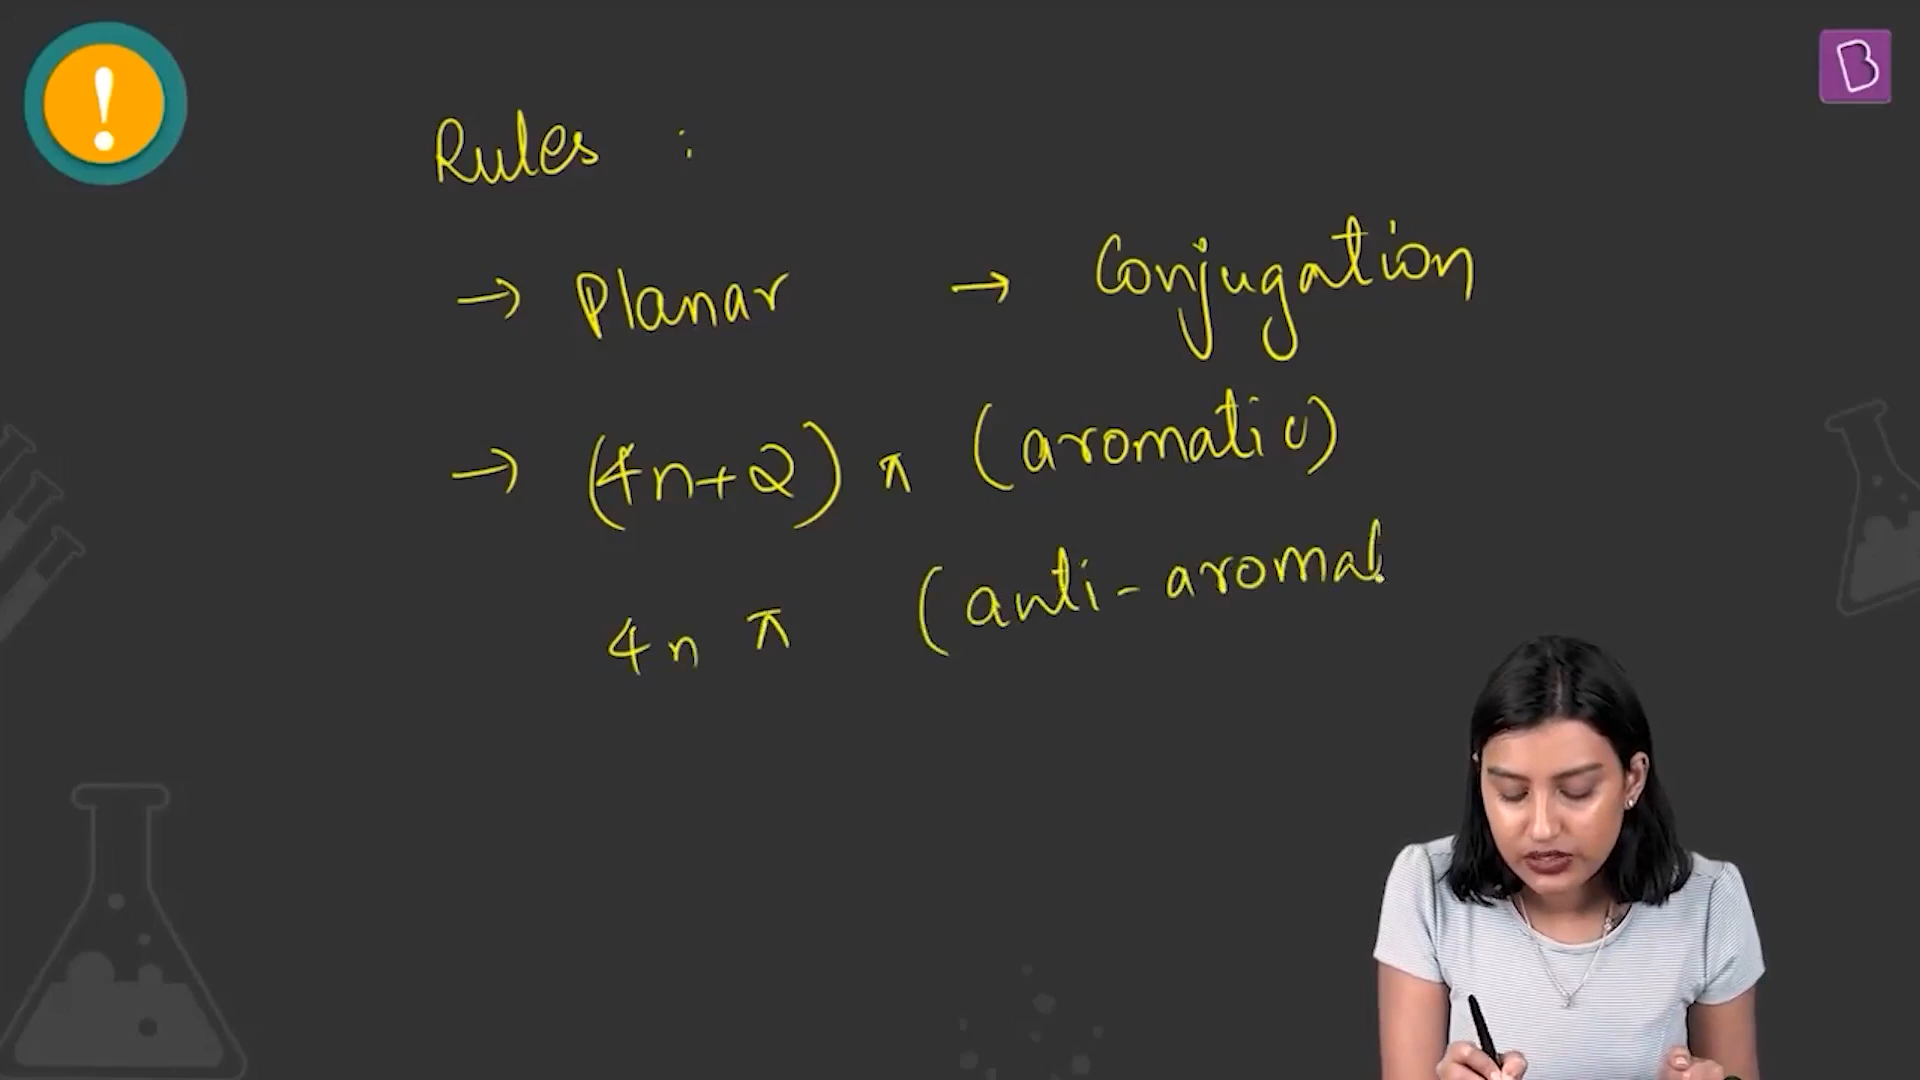 !
B
Rules :
→ Planar → Conjugation
→ (4n+2) π (aromatic)
4n π (anti-aromat